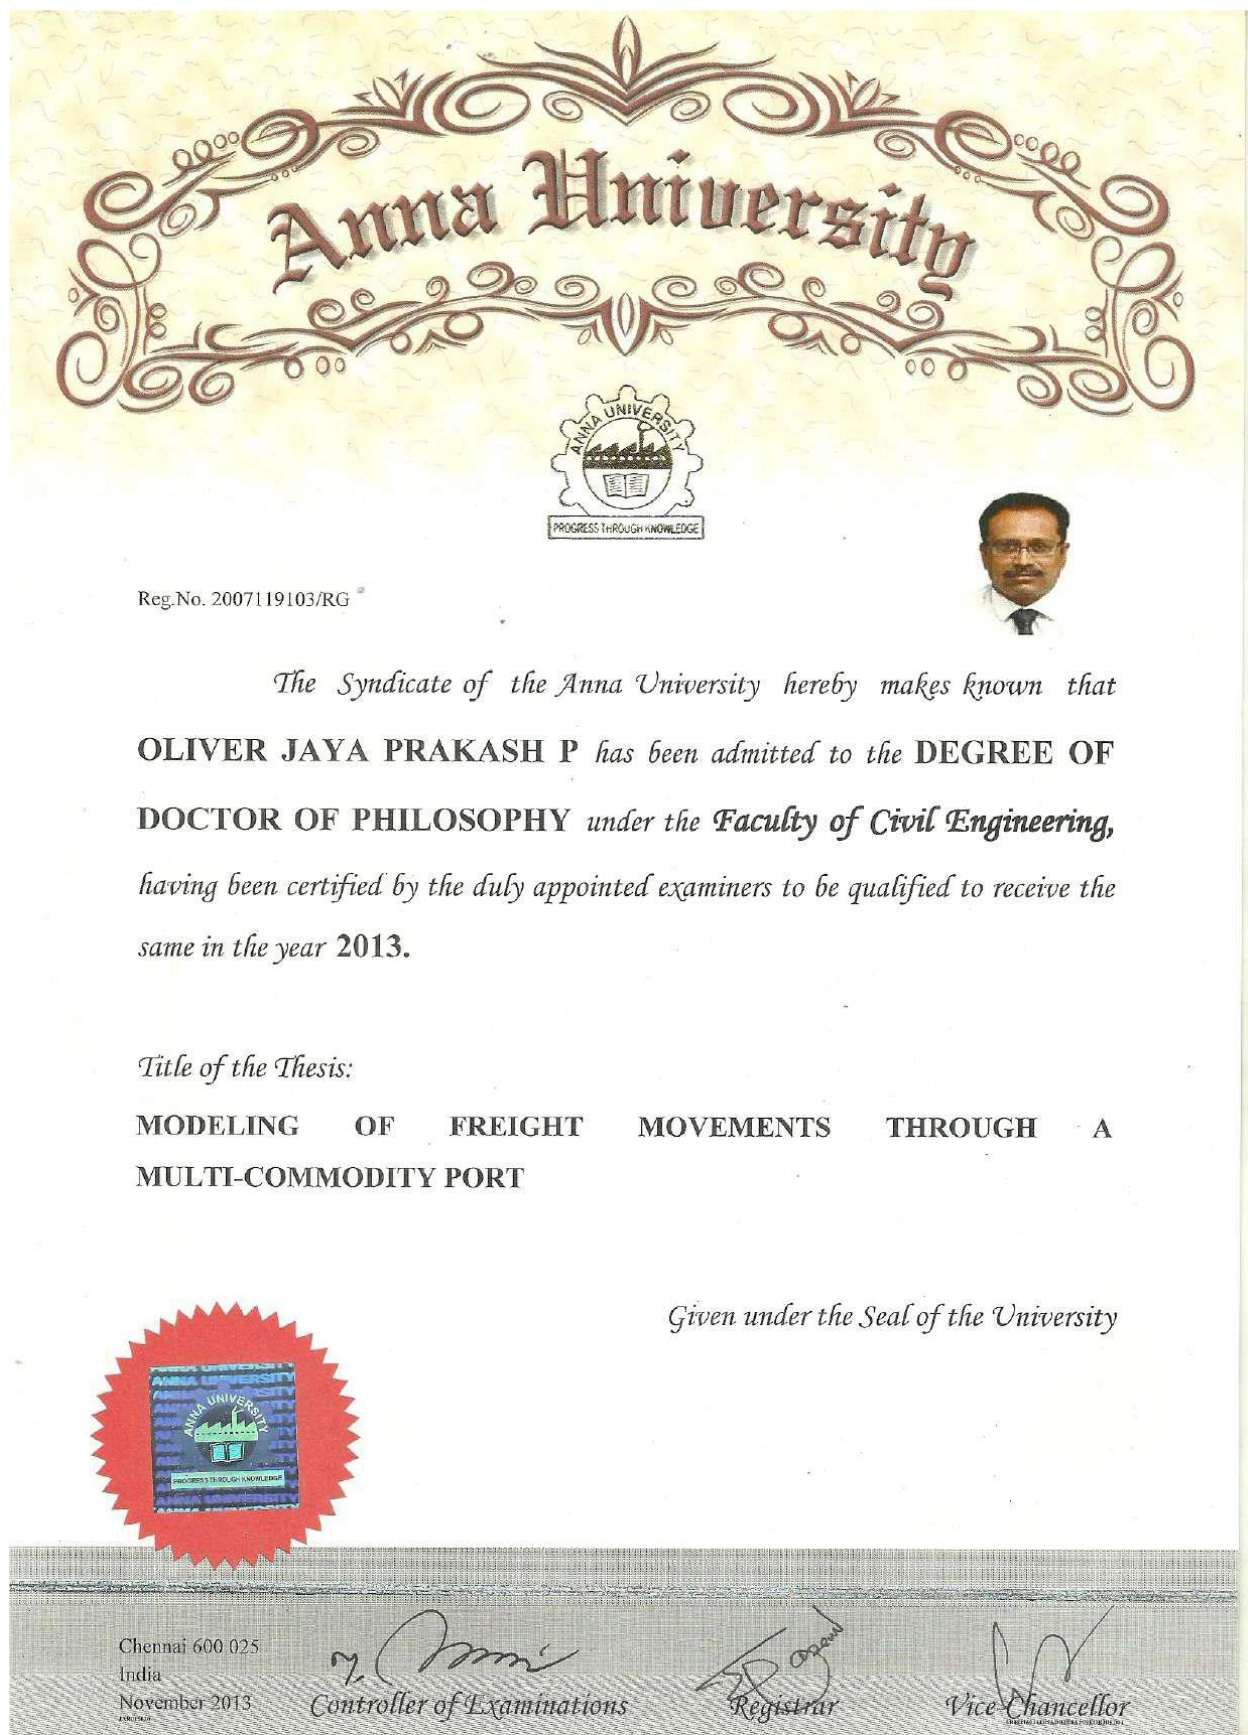 Anna University
ANNA UNIVERSITY
PROGRESS THROUGH KNOWLEDGE
Reg.No. 2007119103/RG
The Syndicate of the Anna University hereby makes known that
OLIVER JAYA PRAKASH P has been admitted to the DEGREE OF
DOCTOR OF PHILOSOPHY under the Faculty of Civil Engineering,
having been certified by the duly appointed examiners to be qualified to receive the
same in the year 2013.
Title of the Thesis:
MODELING OF FREIGHT MOVEMENTS THROUGH A
MULTI-COMMODITY PORT
Given under the Seal of the University
ANNA UNIVERSITY
PROGRESS THROUGH KNOWLEDGE
Chennai 600 025
India
November 2013
Controller of Examinations
Registrar
Vice Chancellor